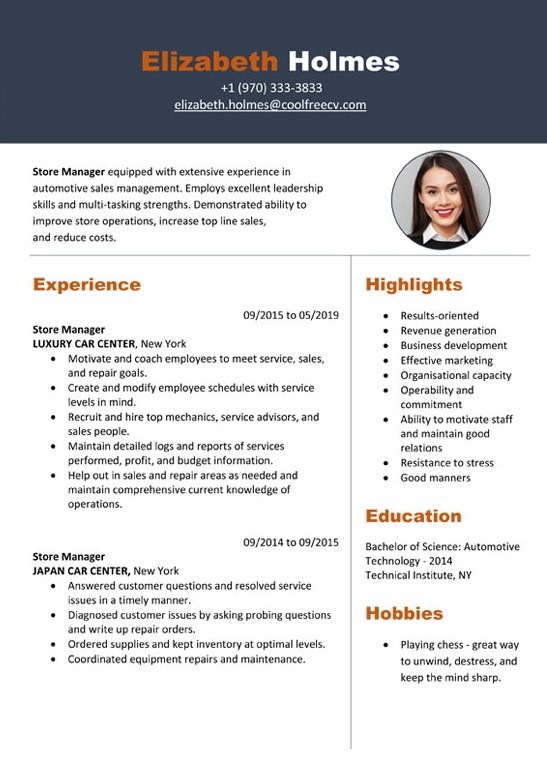 Elizabeth Holmes
+1 (970) 333-3833
elizabeth.holmes@coolfreecv.com
Store Manager equipped with extensive experience in
automotive sales management. Employs excellent leadership
skills and multi-tasking strengths. Demonstrated ability to
improve store operations, increase top line sales,
and reduce costs.
Experience
09/2015 to 05/2019
Store Manager
LUXURY CAR CENTER, New York
• Motivate and coach employees to meet service, sales,
and repair goals.
• Create and modify employee schedules with service
levels in mind.
• Recruit and hire top mechanics, service advisors, and
sales people.
• Maintain detailed logs and reports of services
performed, profit, and budget information.
• Help out in sales and repair areas as needed and
maintain comprehensive current knowledge of
operations.
09/2014 to 09/2015
Store Manager
JAPAN CAR CENTER, New York
• Answered customer questions and resolved service
issues in a timely manner.
• Diagnosed customer issues by asking probing questions
and write up repair orders.
• Ordered supplies and kept inventory at optimal levels.
• Coordinated equipment repairs and maintenance.
Highlights
• Results-oriented
• Revenue generation
• Business development
• Effective marketing
• Organisational capacity
• Operability and
commitment
• Ability to motivate staff
and maintain good
relations
• Resistance to stress
• Good manners
Education
Bachelor of Science: Automotive
Technology - 2014
Technical Institute, NY
Hobbies
• Playing chess - great way
to unwind, destress, and
keep the mind sharp.